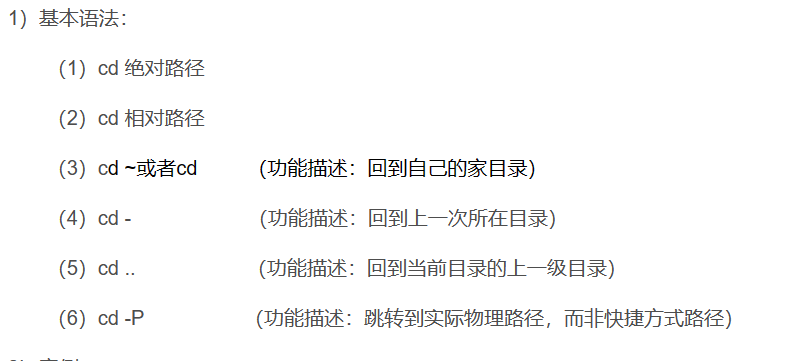 1）基本语法：
（1）cd 绝对路径
（2）cd 相对路径
（3）cd ~或者cd （功能描述：回到自己的家目录）
（4）cd - （功能描述：回到上一次所在目录）
（5）cd .. （功能描述：回到当前目录的上一级目录）
（6）cd -P （功能描述：跳转到实际物理路径，而非快捷方式路径）